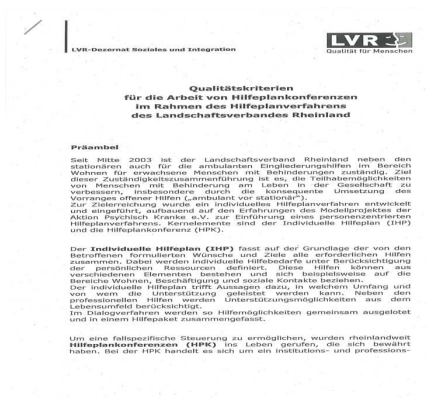 LVR-Dezernat Soziales und Integration
LVR
Qualität für Menschen
Qualitätskriterien
für die Arbeit von Hilfeplankonferenzen
im Rahmen des Hilfeplanverfahrens
des Landschaftsverbandes Rheinland
Präambel
Seit Mitte 2003 ist der Landschaftsverband Rheinland neben den
stationären auch für die ambulanten Eingliederungshilfen im Bereich
Wohnen für erwachsene Menschen mit Behinderungen zuständig. Ziel
dieser Zuständigkeitszusammenführung ist es, die Teilhabemöglichkeiten
von Menschen mit Behinderung am Leben in der Gesellschaft zu
verbessern, insbesondere durch die konsequente Umsetzung des
Vorranges offener Hilfen („ambulant vor stationär").
Zur Zielerreichung wurde ein individuelles Hilfeplanverfahren entwickelt
und eingeführt, aufbauend auf den Erfahrungen des Modellprojektes der
Aktion Psychisch Kranke e.V. zur Einführung eines personenzentrierten
Hilfeplanverfahrens. Kernelemente sind der Individuelle Hilfeplan (IHP)
und die Hilfeplankonferenz (HPK).
Der Individuelle Hilfeplan (IHP) fasst auf der Grundlage der von den
Betroffenen formulierten Wünsche und Ziele alle erforderlichen Hilfen
zusammen. Dabei werden individuelle Hilfebedarfe unter Berücksichtigung
der persönlichen Ressourcen definiert. Diese Hilfen können aus
verschiedenen Elementen bestehen und sich beispielsweise auf die
Bereiche Wohnen, Beschäftigung und soziale Kontakte beziehen.
Der individuelle Hilfeplan trifft Aussagen dazu, in welchem Umfang und
von wem die Unterstützung geleistet werden kann. Neben den
professionellen Hilfen werden Unterstützungsmöglichkeiten aus dem
Lebensumfeld berücksichtigt.
Im Dialogverfahren werden so Hilfemöglichkeiten gemeinsam ausgelotet
und in einem Hilfepaket zusammengefasst.
Um eine fallspezifische Steuerung zu ermöglichen, wurden rheinlandweit
Hilfeplankonferenzen (HPK) ins Leben gerufen, die sich bewährt
haben. Bei der HPK handelt es sich um ein institutions- und professions-